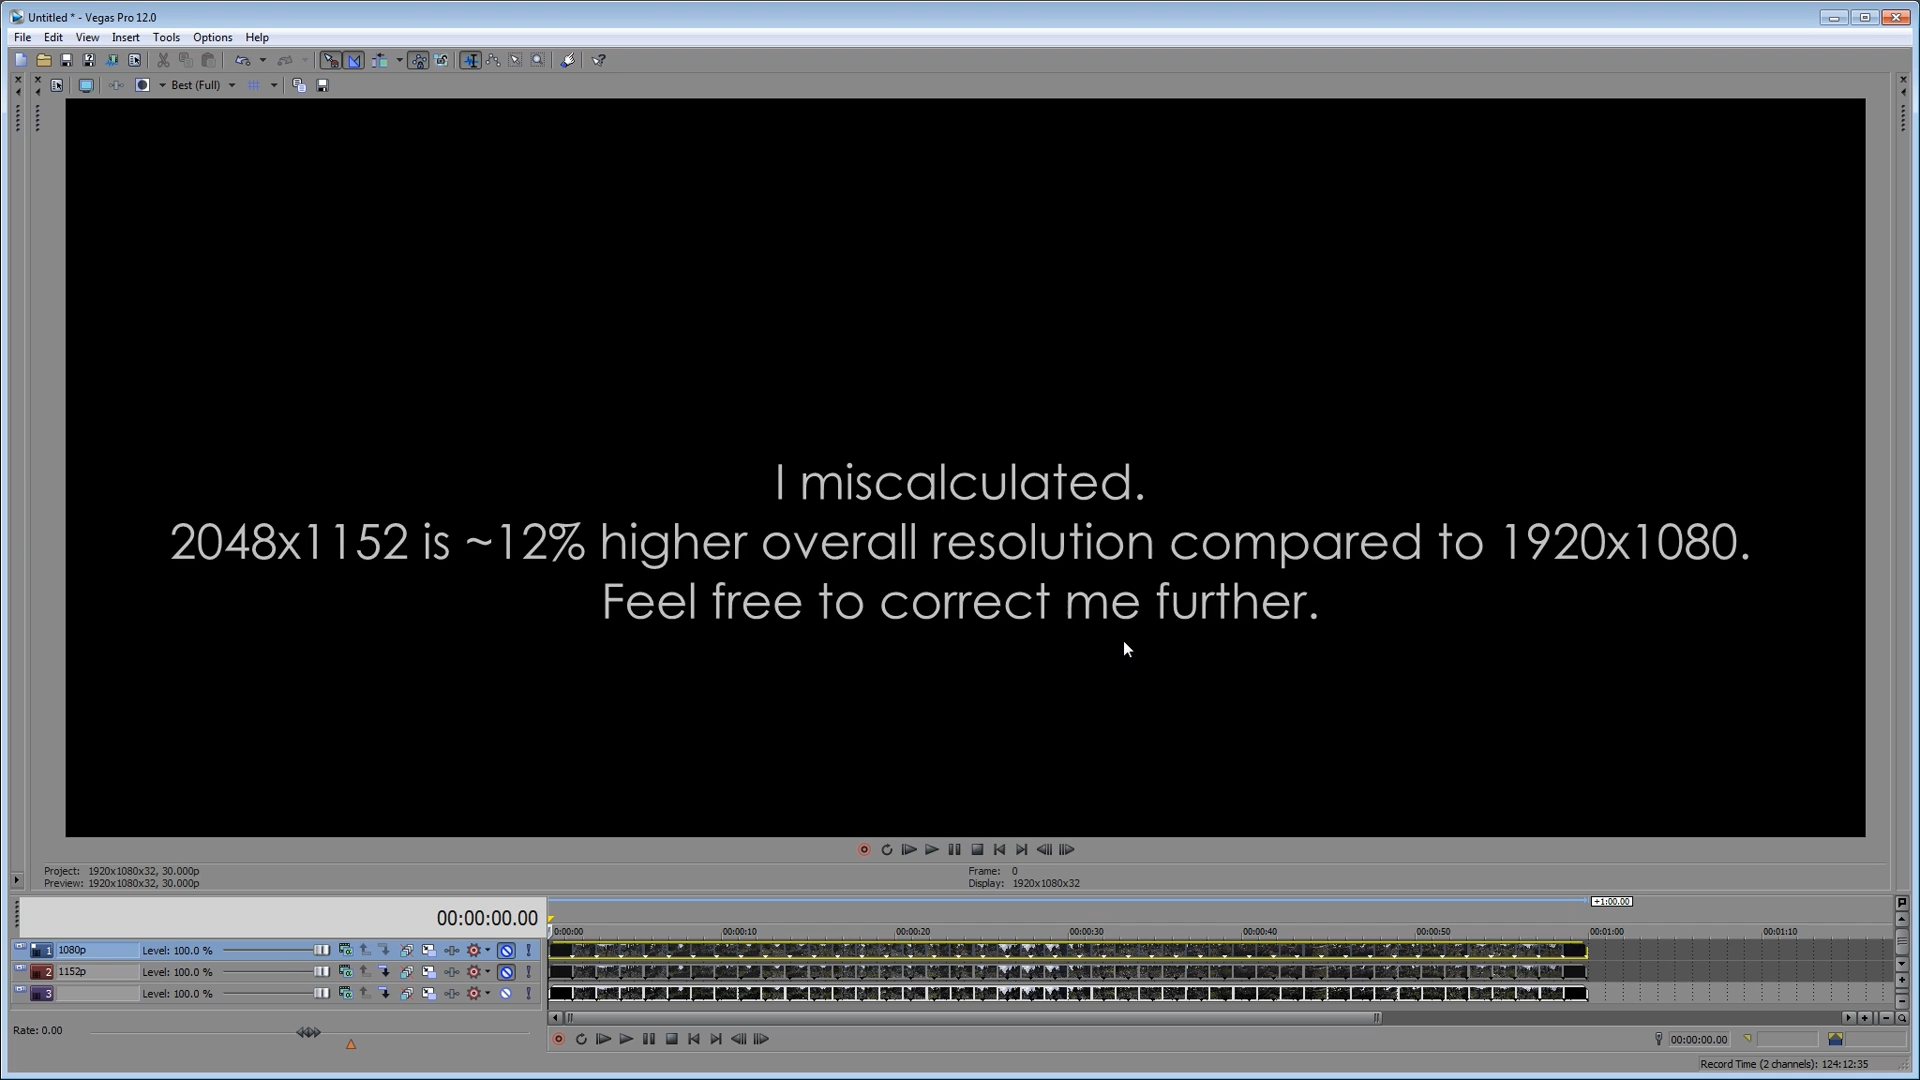 Untitled * - Vegas Pro 12.0
File Edit View Insert Tools Options Help
Best (Full)
I miscalculated.
2048x1152 is ~12% higher overall resolution compared to 1920x1080.
Feel free to correct me further.
Project: 1920x1080x32, 30.000p
Preview: 1920x1080x32, 30.000p
Frame: 0
Display: 1920x1080x32
+1:00.00
00:00:00.00
0:00:00 00:00:10 00:00:20 00:00:30 00:00:40 00:00:50 00:01:00 00:01:10
1 1080p Level: 100.0 %
2 1152p Level: 100.0 %
3 Level: 100.0 %
Rate: 0.00
00:00:00.00
Record Time (2 channels): 124:12:35